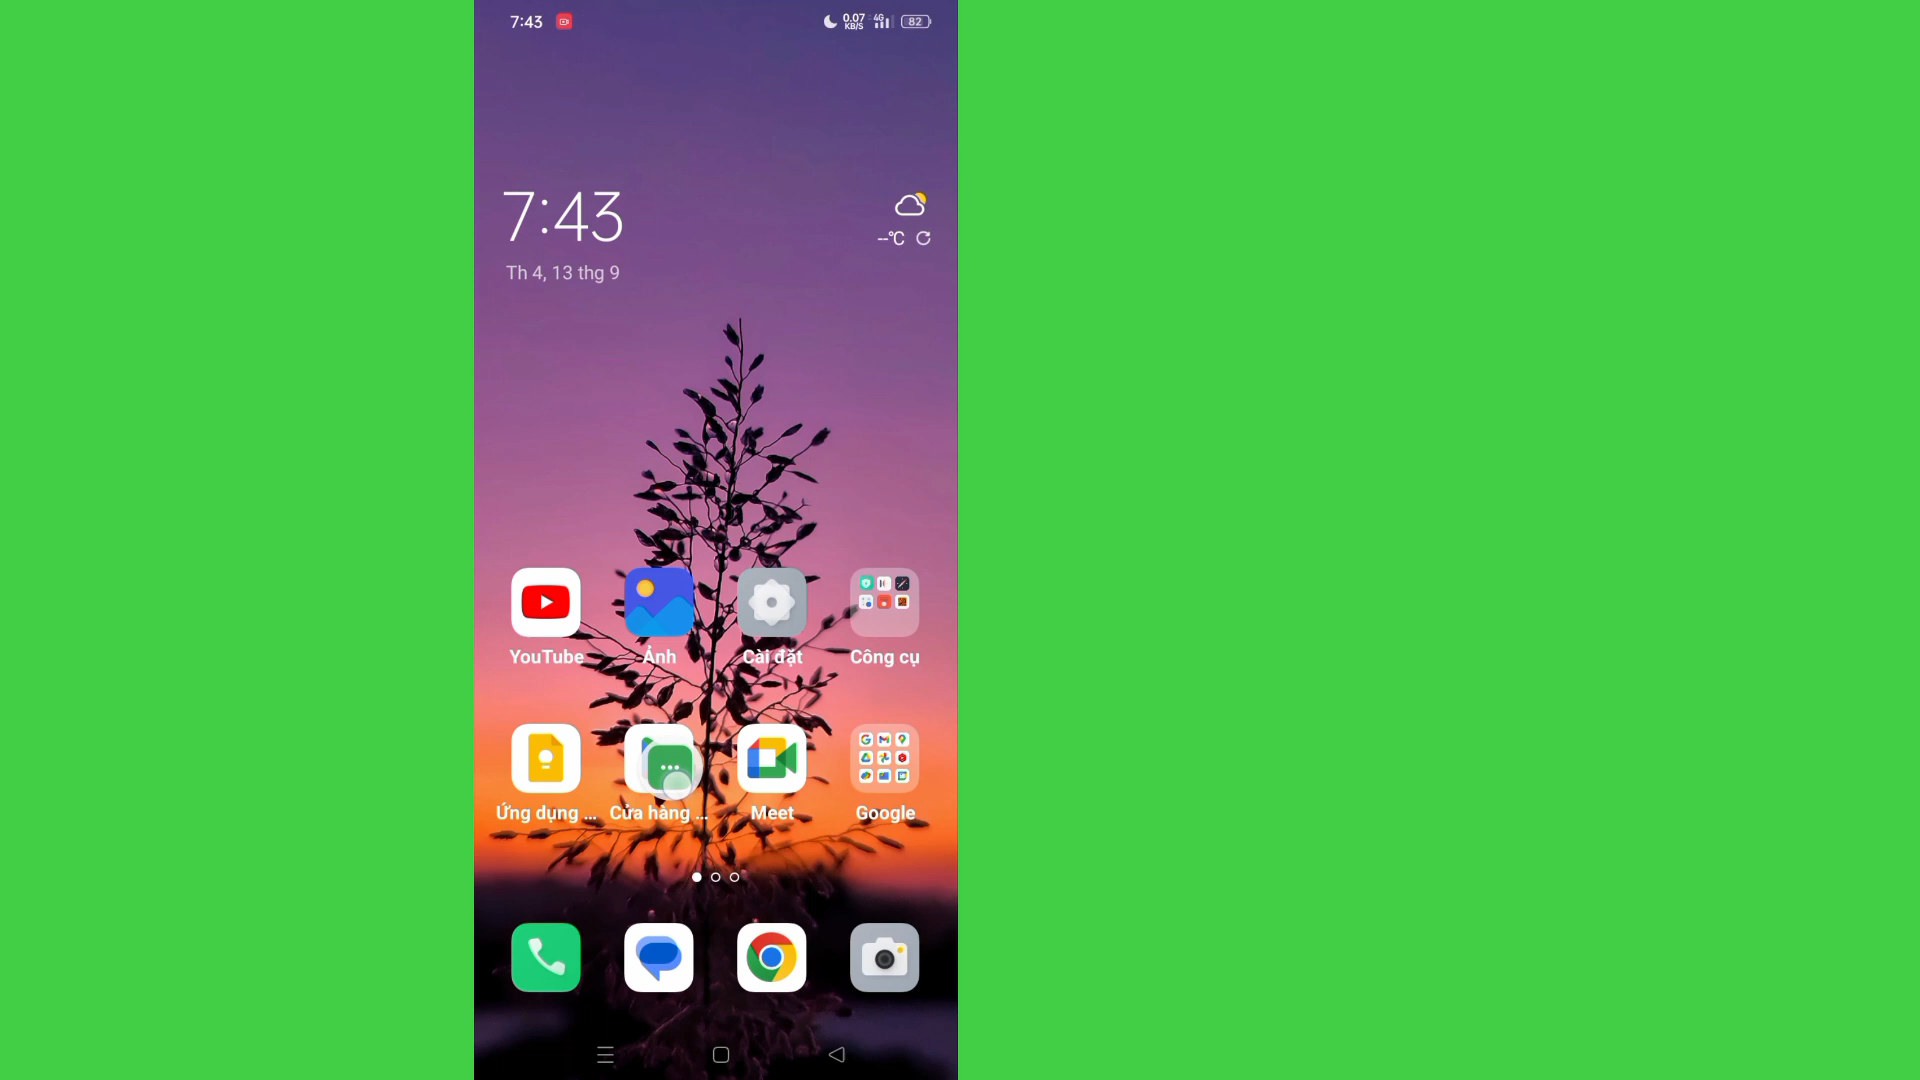 7:43
0.07
KB/S
4G
82
7:43
--°C
Th 4, 13 thg 9
YouTube
Ảnh
Cài đặt
Công cụ
Ứng dụng ...
Cửa hàng ...
Meet
Google